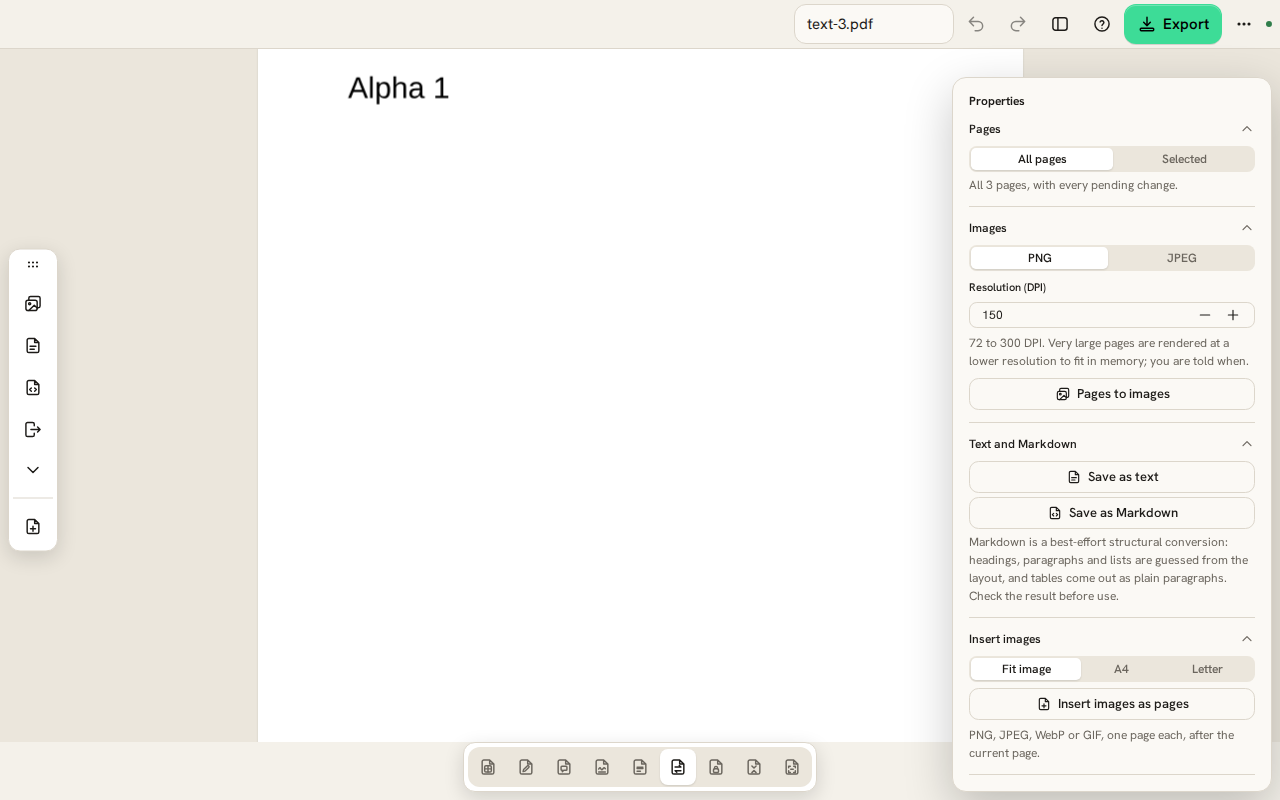 text-3.pdf
Export
Alpha 1
Properties
Pages
All pages Selected
All 3 pages, with every pending change.
Images
PNG JPEG
Resolution (DPI)
150
72 to 300 DPI. Very large pages are rendered at a
lower resolution to fit in memory; you are told when.
Pages to images
Text and Markdown
Save as text
Save as Markdown
Markdown is a best-effort structural conversion:
headings, paragraphs and lists are guessed from the
layout, and tables come out as plain paragraphs.
Check the result before use.
Insert images
Fit image A4 Letter
Insert images as pages
PNG, JPEG, WebP or GIF, one page each, after the
current page.